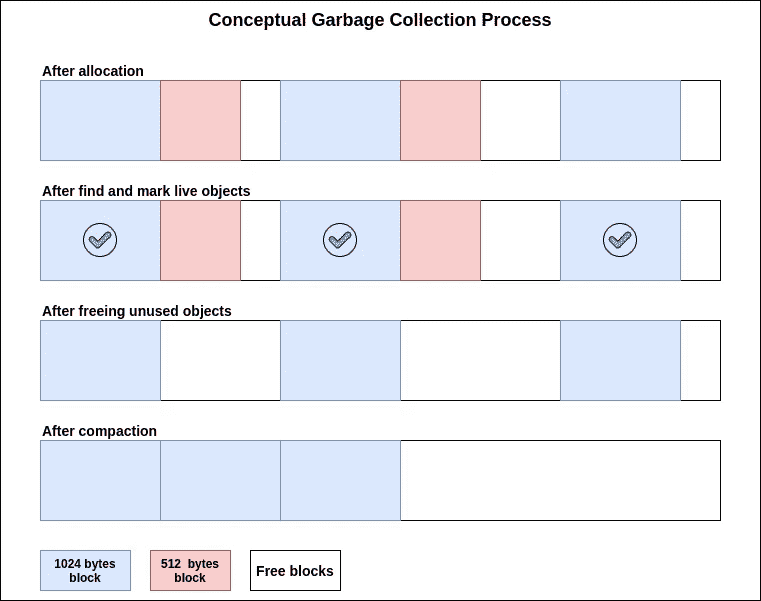 Conceptual Garbage Collection Process
After allocation
After find and mark live objects
After freeing unused objects
After compaction
1024 bytes
block
512 bytes
block
Free blocks